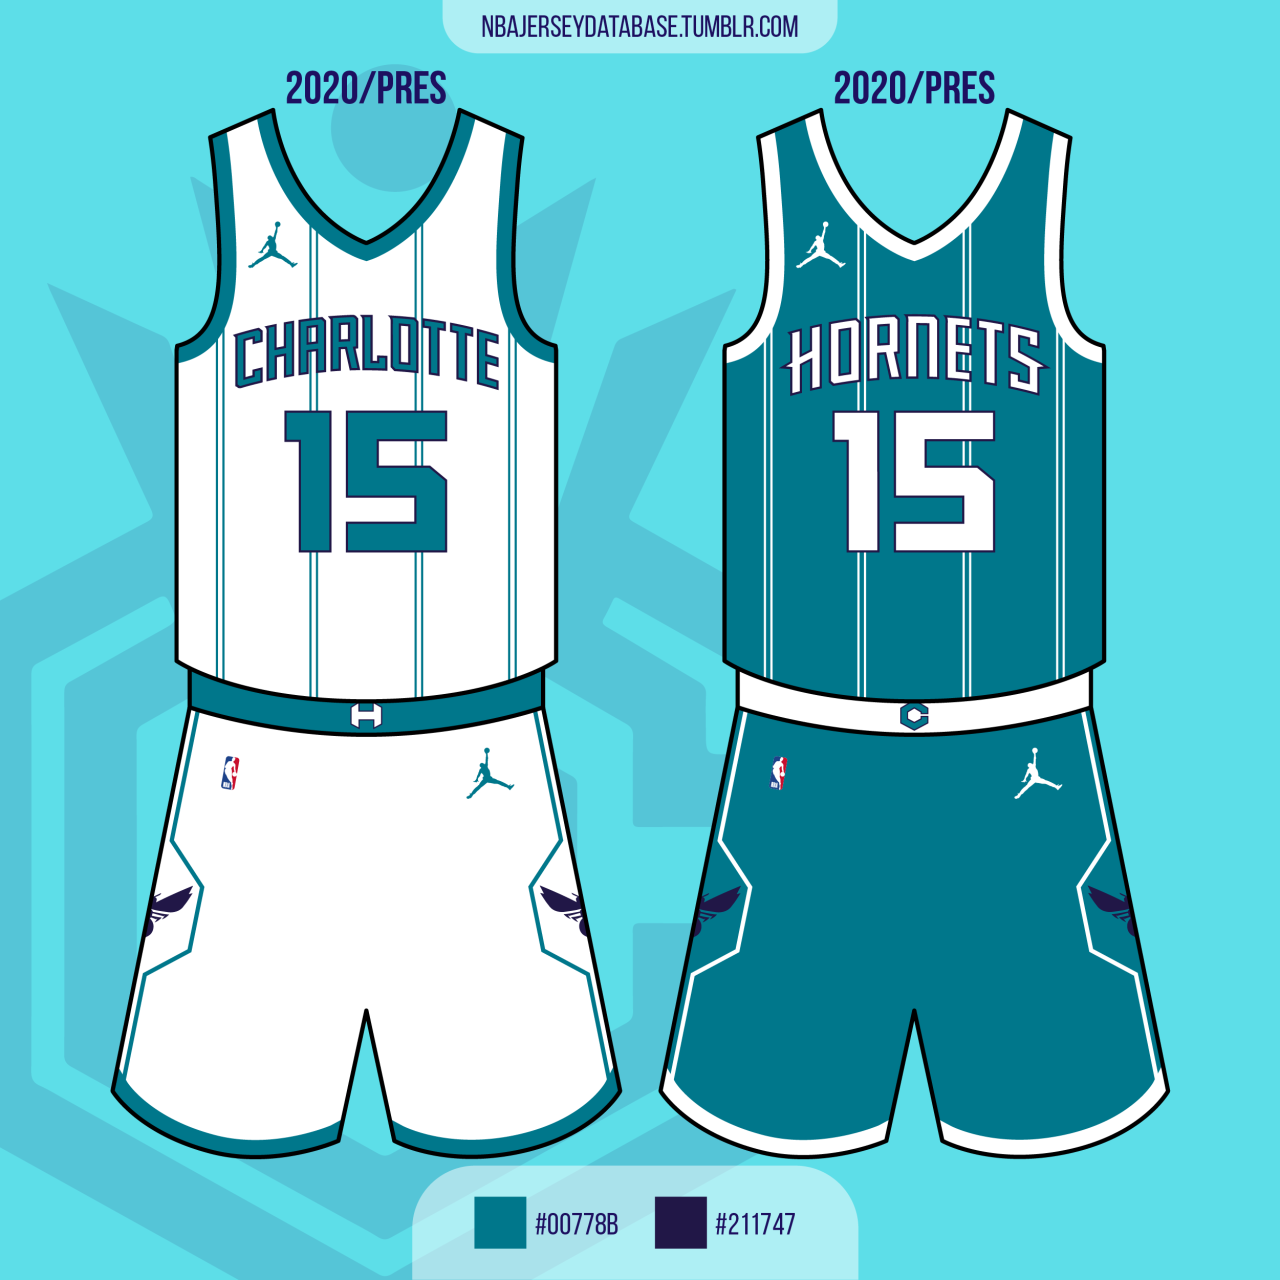 NBAJERSEYDATABASE.TUMBLR.COM
2020/PRES
2020/PRES
CHARLOTTE
15
HORNETS
15
H
C
#00778B
#211747